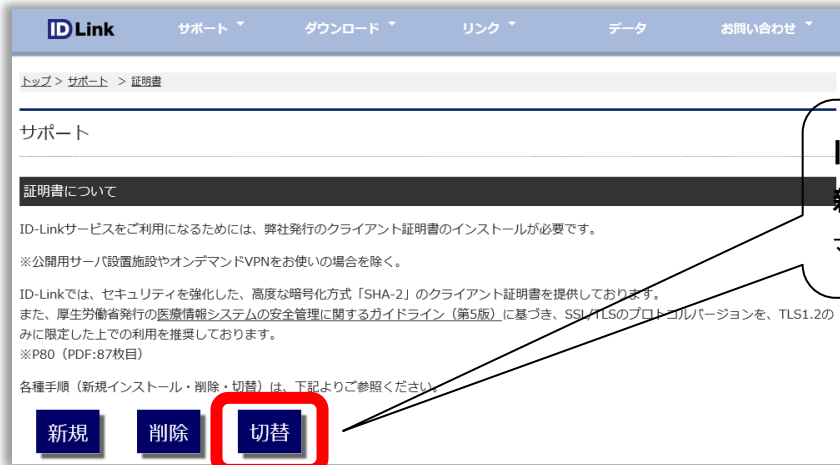 ID Link サポート ダウンロード リンク データ お問い合わせ
トップ > サポート > 証明書
サポート
証明書について
ID-Linkサービスをご利用になるためには、弊社発行のクライアント証明書のインストールが必要です。
※公開用サーバ設置施設やオンデマンドVPNをお使いの場合を除く。
ID-Linkでは、セキュリティを強化した、高度な暗号化方式「SHA-2」のクライアント証明書を提供しております。
また、厚生労働省発行の医療情報システムの安全管理に関するガイドライン（第5版）に基づき、SSL/TLSのプロトコルバージョンを、TLS1.2の
みに限定した上での利用を推奨しております。
※P80（PDF:87枚目）
各種手順（新規インストール・削除・切替）は、下記よりご参照ください。
新規 削除 切替